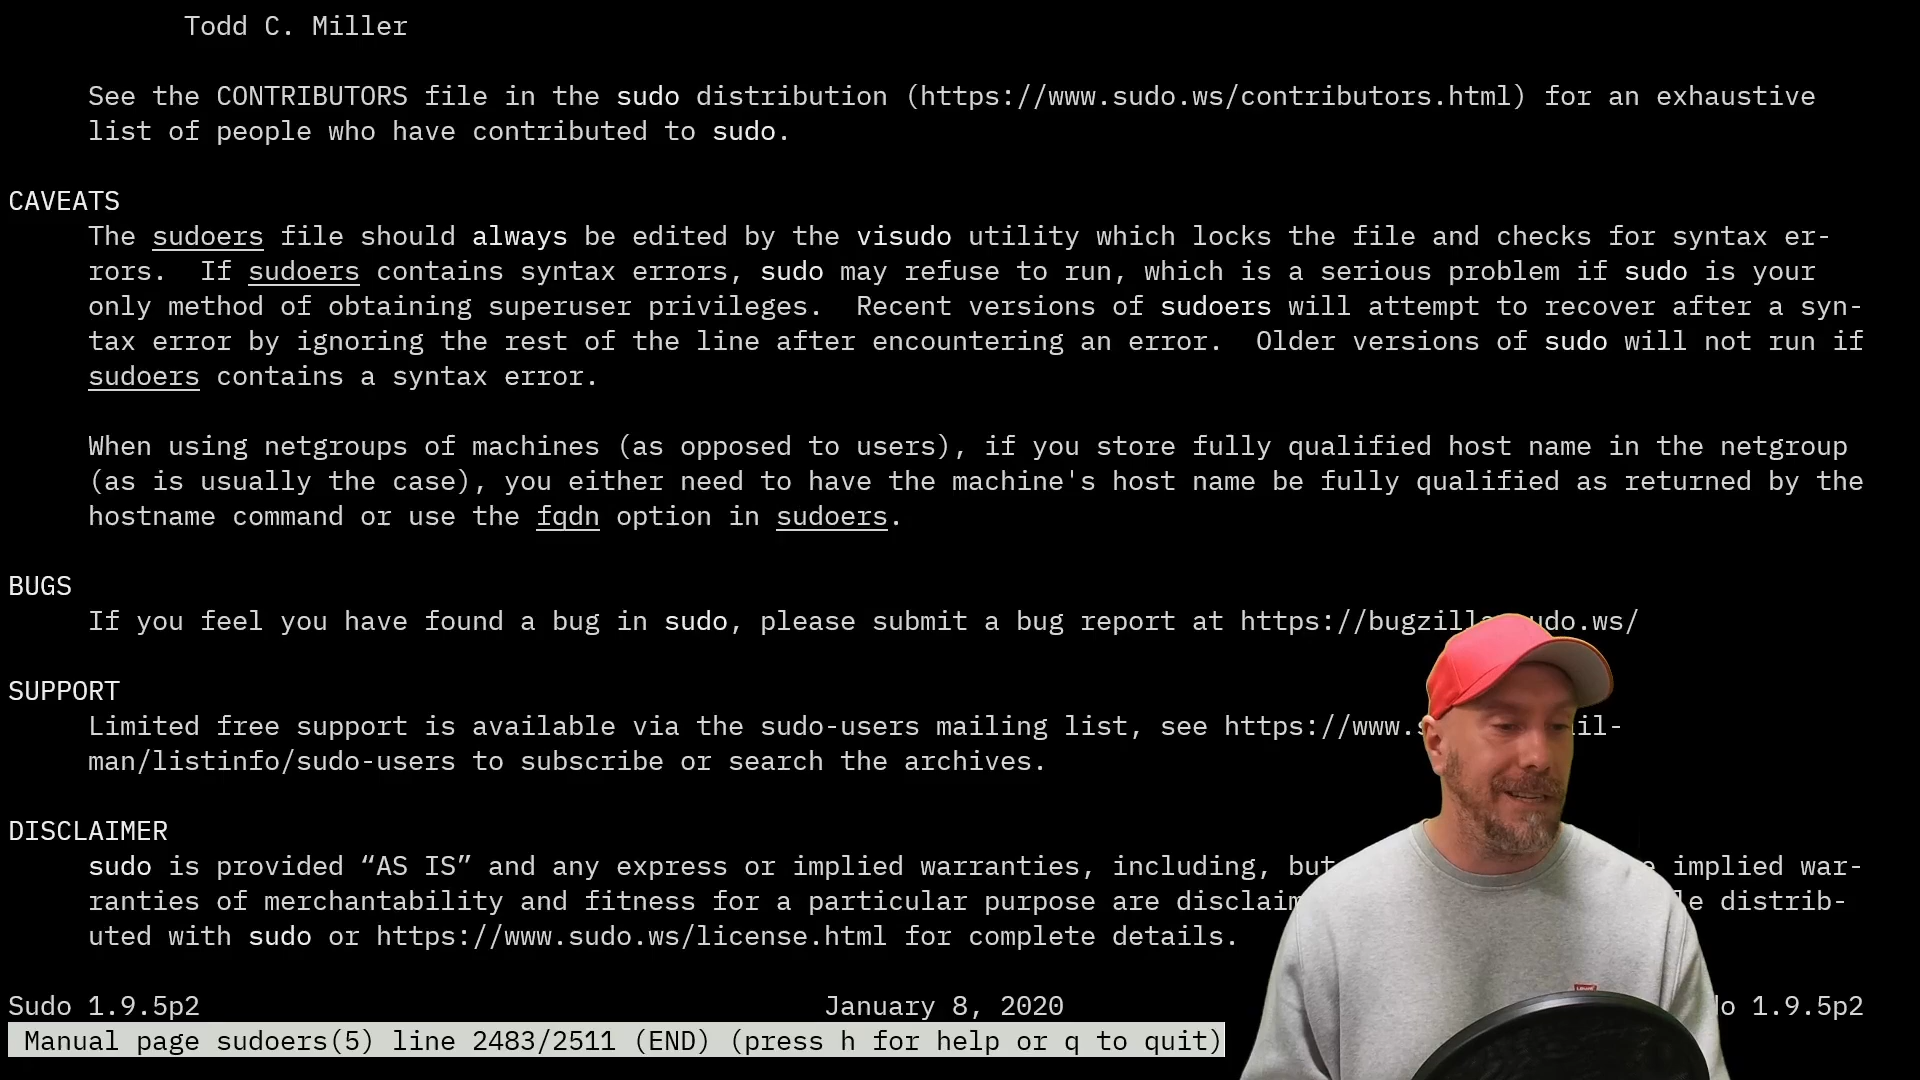 Todd C. Miller
See the CONTRIBUTORS file in the sudo distribution (https://www.sudo.ws/contributors.html) for an exhaustive
list of people who have contributed to sudo.
CAVEATS
The sudoers file should always be edited by the visudo utility which locks the file and checks for syntax er-
rors.  If sudoers contains syntax errors, sudo may refuse to run, which is a serious problem if sudo is your
only method of obtaining superuser privileges.  Recent versions of sudoers will attempt to recover after a syn-
tax error by ignoring the rest of the line after encountering an error.  Older versions of sudo will not run if
sudoers contains a syntax error.
When using netgroups of machines (as opposed to users), if you store fully qualified host name in the netgroup
(as is usually the case), you either need to have the machine's host name be fully qualified as returned by the
hostname command or use the fqdn option in sudoers.
BUGS
If you feel you have found a bug in sudo, please submit a bug report at
SUPPORT
Limited free support is available via the sudo-users mailing list, see
man/listinfo/sudo-users to subscribe or search the archives.
DISCLAIMER
sudo is provided “AS IS” and any express or implied warranties, including, but implied war-
ranties of merchantability and fitness for a particular purpose are distrib-
uted with sudo or https://www.sudo.ws/license.html for complete details.
Sudo 1.9.5p2 January 8, 2020 1.9.5p2
Manual page sudoers(5) line 2483/2511 (END) (press h for help or q to quit)